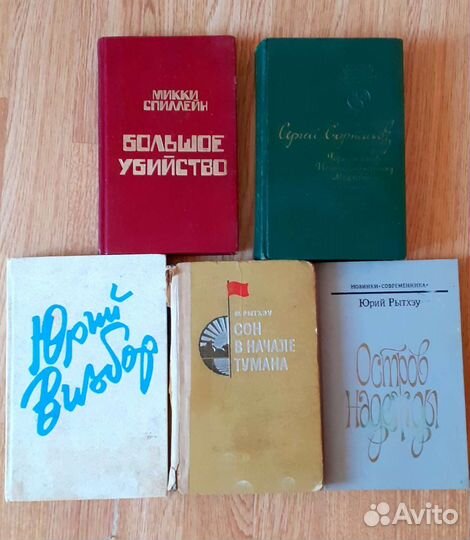 МИККИ
СПИЛЛЕЙН
БОЛЬШОЕ
УБИЙСТВО
Сергей Сартаков
Юрий
Визбор
Ю. РЫТХЭУ
СОН
В НАЧАЛЕ
ТУМАНА
НОВИНКИ «СОВРЕМЕННИКА»
Юрий Рытхэу
Остров
надежды
Avito